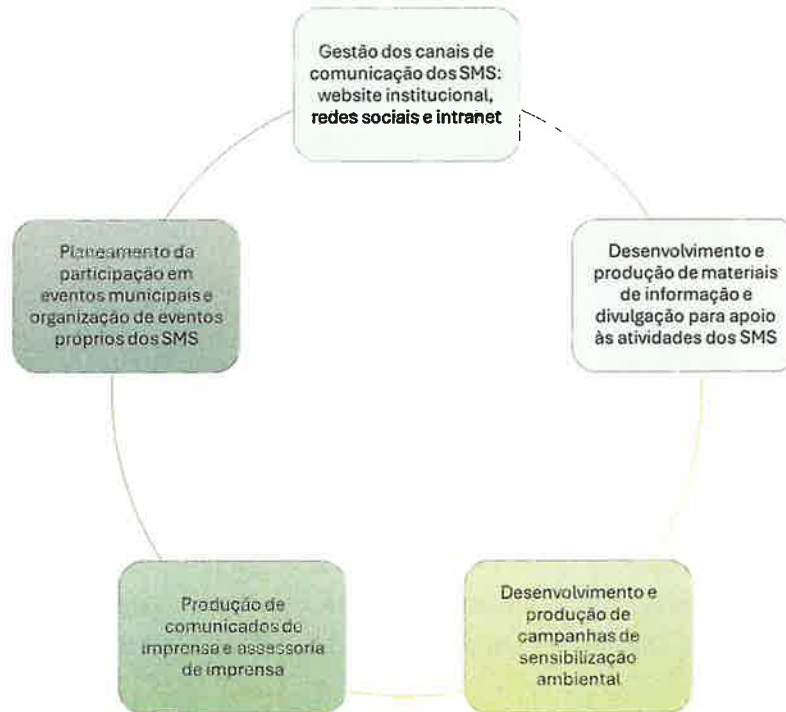 Gestão dos canais de
comunicação dos SMS:
website institucional,
redes sociais e intranet
Desenvolvimento e
produção de materiais
de informação e
divulgação para apoio
às atividades dos SMS
Desenvolvimento e
produção de
campanhas de
sensibilização
ambiental
Produção de
comunicados de
imprensa e assessoria
de imprensa
Planeamento da
participação em
eventos municipais e
organização de eventos
próprios dos SMS